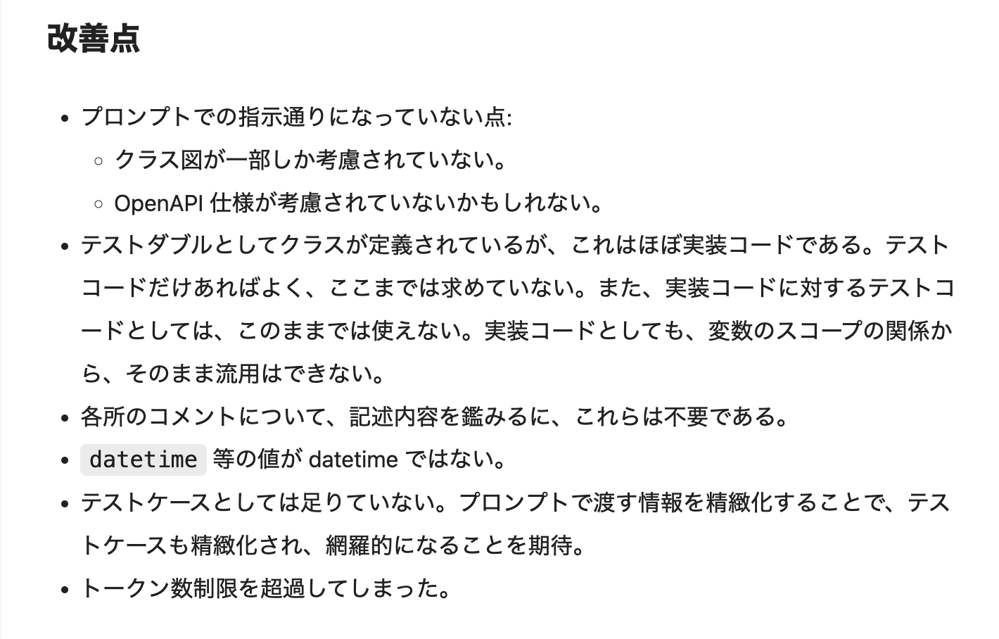 改善点
• プロンプトでの指示通りになっていない点:
◦ クラス図が一部しか考慮されていない。
◦ OpenAPI 仕様が考慮されていないかもしれない。
• テストダブルとしてクラスが定義されているが、これはほぼ実装コードである。テスト
コードだけあればよく、ここまでは求めていない。また、実装コードに対するテストコ
ードとしては、このままでは使えない。実装コードとしても、変数のスコープの関係か
ら、そのまま流用はできない。
• 各所のコメントについて、記述内容を鑑みるに、これらは不要である。
• datetime 等の値が datetime ではない。
• テストケースとしては足りていない。プロンプトで渡す情報を精緻化することで、テス
トケースも精緻化され、網羅的になることを期待。
• トークン数制限を超過してしまった。